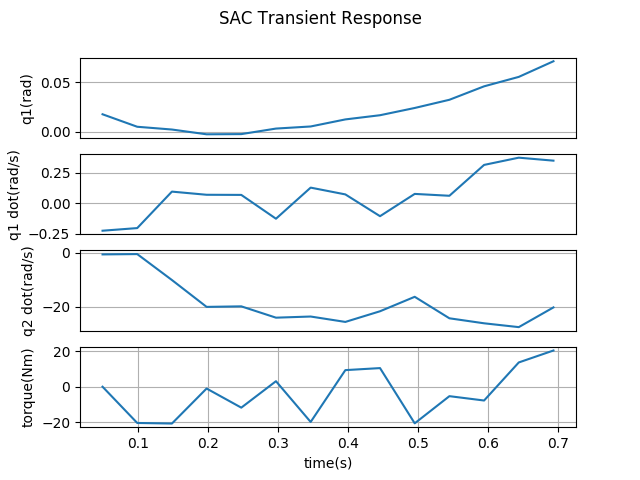 SAC Transient Response
q1(rad)
0.05
0.00
q1 dot(rad/s)
0.25
0.00
−0.25
q2 dot(rad/s)
0
−20
torque(Nm)
20
0
−20
0.1 0.2 0.3 0.4 0.5 0.6 0.7
time(s)